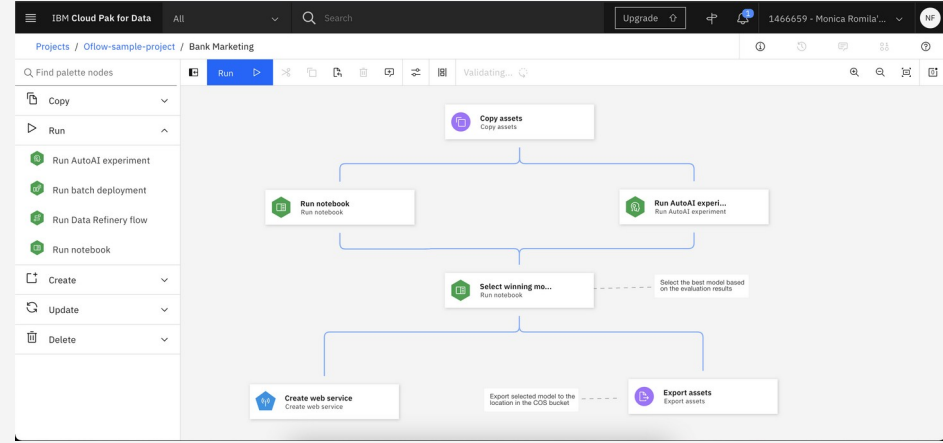 IBM Cloud Pak for Data
All
Search
Upgrade
1
1466659 - Monica Romila'...
NF
Projects / Oflow-sample-project / Bank Marketing
Find palette nodes
Run
Validating...
Copy
Run
Run AutoAI experiment
Run batch deployment
Run Data Refinery flow
Run notebook
Create
Update
Delete
Copy assets
Copy assets
Run notebook
Run notebook
Run AutoAI experi...
Run AutoAI experiment
Select winning mo...
Run notebook
Select the best model based
on the evaluation results
Create web service
Create web service
Export selected model to the
location in the COS bucket
Export assets
Export assets